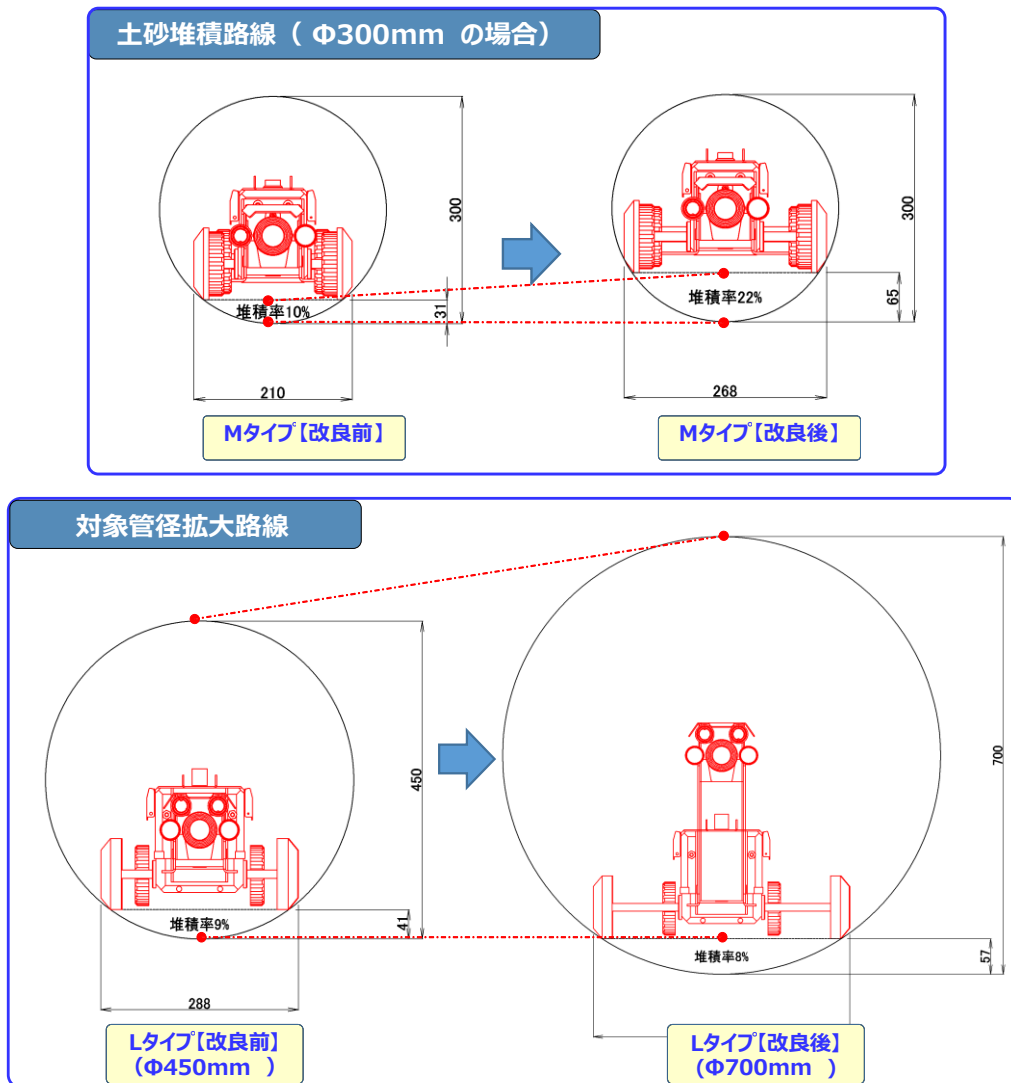 土砂堆積路線（ Φ300mm の場合）
300
堆積率10%
31
210
Mタイプ【改良前】
300
堆積率22%
65
268
Mタイプ【改良後】
対象管径拡大路線
450
堆積率9%
41
288
Lタイプ【改良前】
（Φ450mm ）
700
堆積率8%
57
Lタイプ【改良後】
（Φ700mm ）